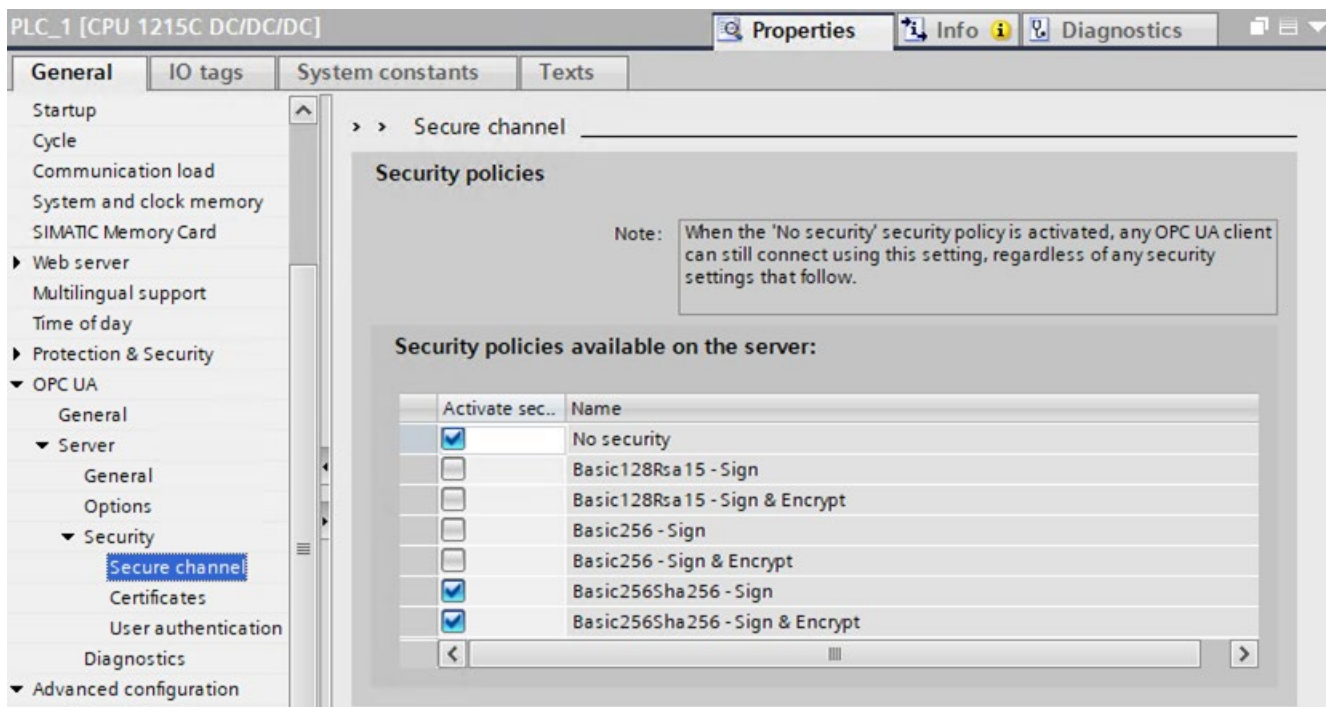 PLC_1 [CPU 1215C DC/DC/DC]
Properties
Info
Diagnostics
General
IO tags
System constants
Texts
Startup
Cycle
Communication load
System and clock memory
SIMATIC Memory Card
Web server
Multilingual support
Time of day
Protection & Security
OPC UA
General
Server
General
Options
Security
Secure channel
Certificates
User authentication
Diagnostics
Advanced configuration
> > Secure channel
Security policies
Note:
When the 'No security' security policy is activated, any OPC UA client
can still connect using this setting, regardless of any security
settings that follow.
Security policies available on the server:
Activate sec... Name
No security
Basic128Rsa15 - Sign
Basic128Rsa15 - Sign & Encrypt
Basic256 - Sign
Basic256 - Sign & Encrypt
Basic256Sha256 - Sign
Basic256Sha256 - Sign & Encrypt